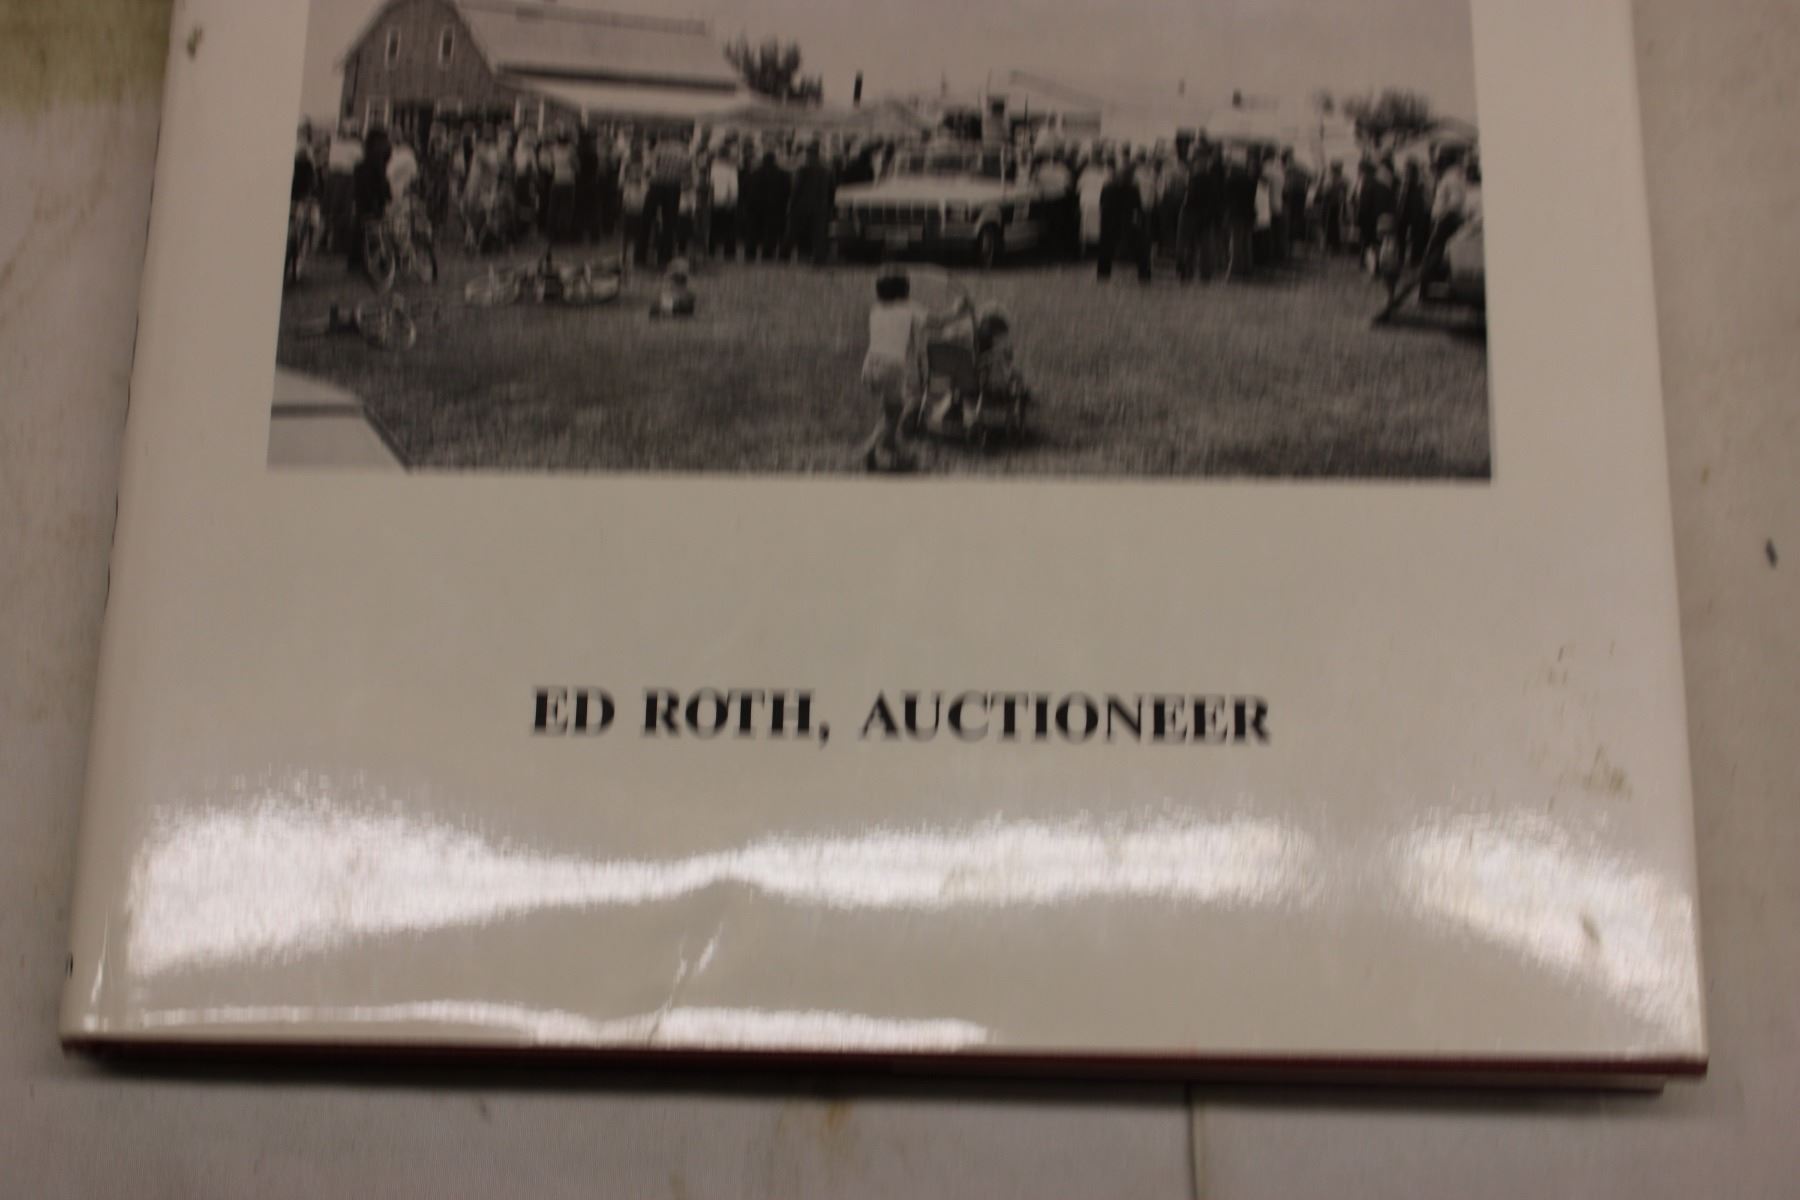 ED ROTH, AUCTIONEER